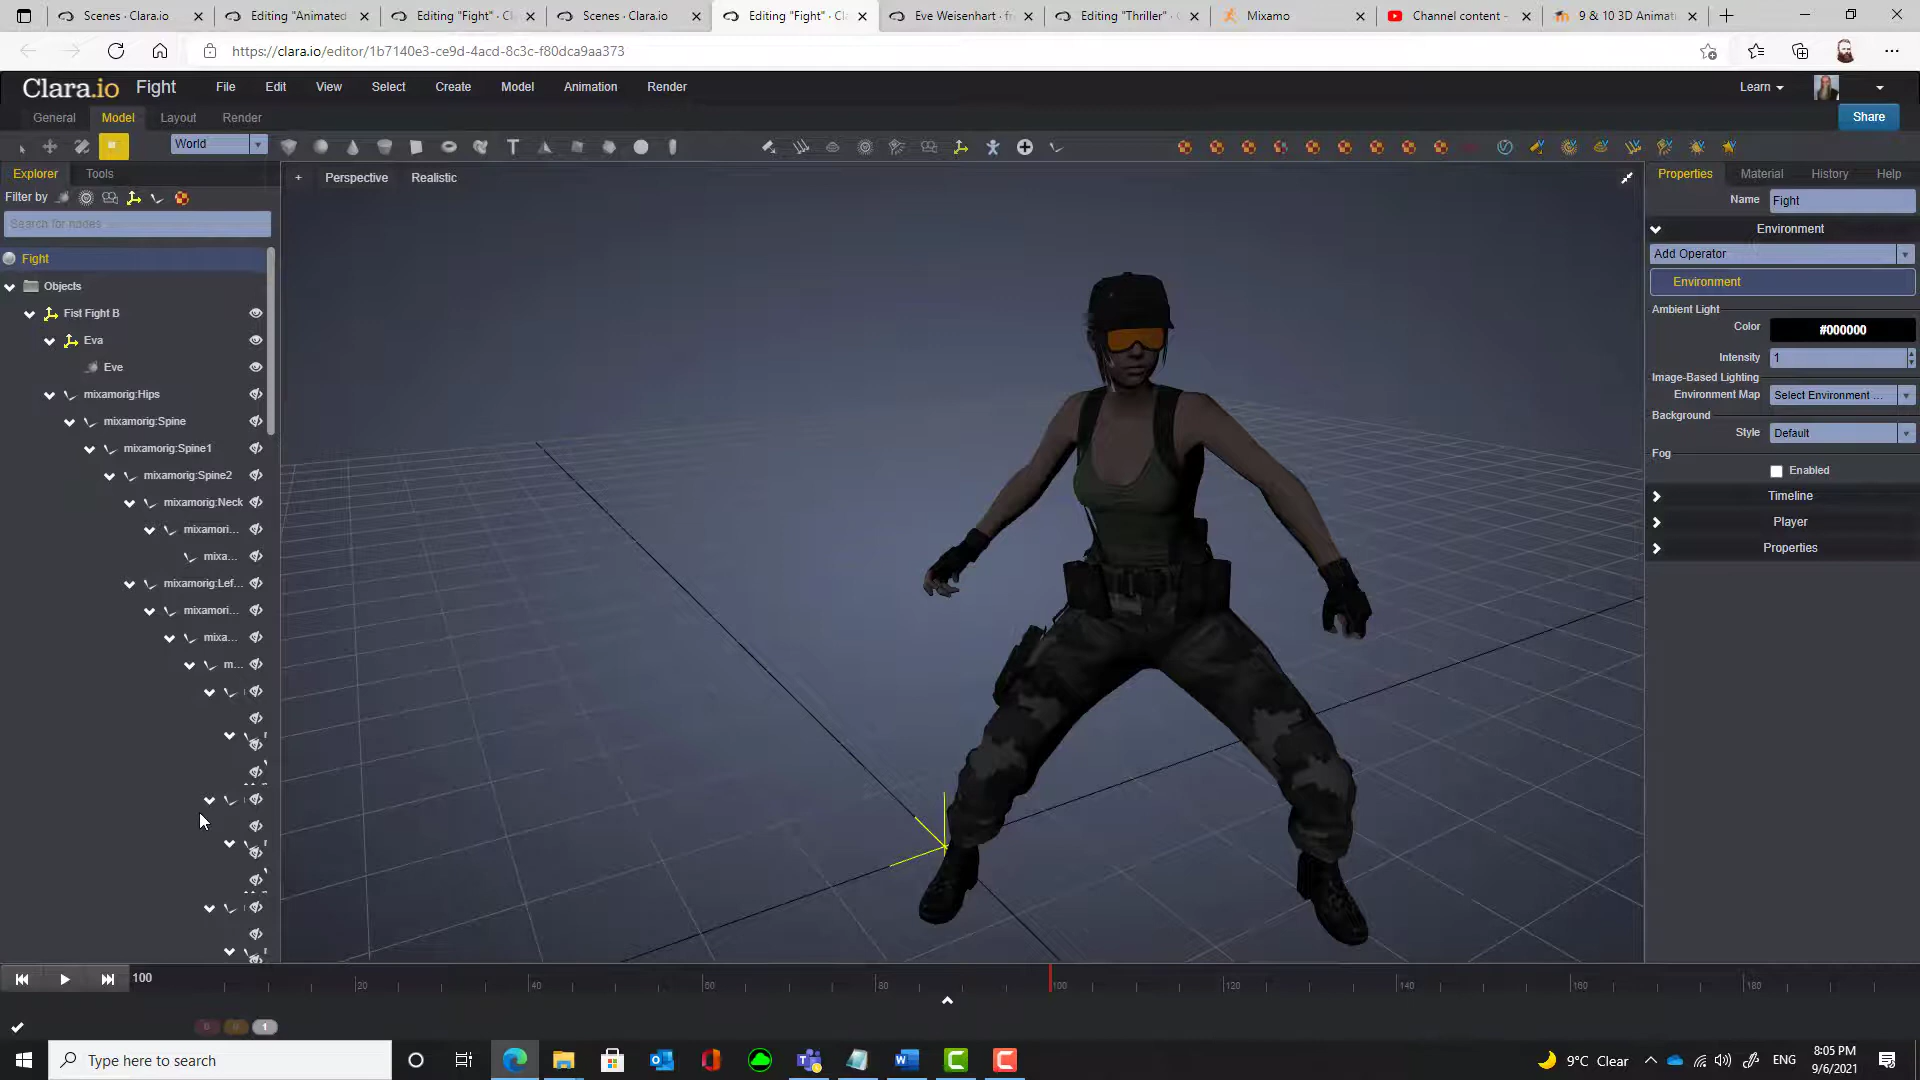 Scenes · Clara.io
Editing "Animated
Editing "Fight" · Cl
Scenes · Clara.io
Editing "Fight" · Cl
Eve Weisenhart · fr
Editing "Thriller" ·
Mixamo
Channel content -
9 & 10 3D Animati
https://clara.io/editor/1b7140e3-ce9d-4acd-8c3c-f80dca9aa373
Clara.io Fight File Edit View Select Create Model Animation Render Learn
General Model Layout Render Share
World
Explorer Tools
Perspective Realistic
Properties Material History Help
Filter by
Name Fight
Search for nodes
Environment
Add Operator
Fight
Environment
Objects
Ambient Light
Fist Fight B
Color #000000
Eva
Intensity 1
Eve
Image-Based Lighting
mixamorig:Hips
Environment Map Select Environment ...
Background
mixamorig:Spine
Style Default
mixamorig:Spine1
Fog
mixamorig:Spine2
Enabled
mixamorig:Neck
Timeline
mixamori...
Player
mixa...
Properties
mixamorig:Lef...
mixamori...
mixa...
m...
100
20 40 60 80 100 120 140 160 180
0 0 1
Type here to search
9°C Clear
ENG
8:05 PM
9/6/2021